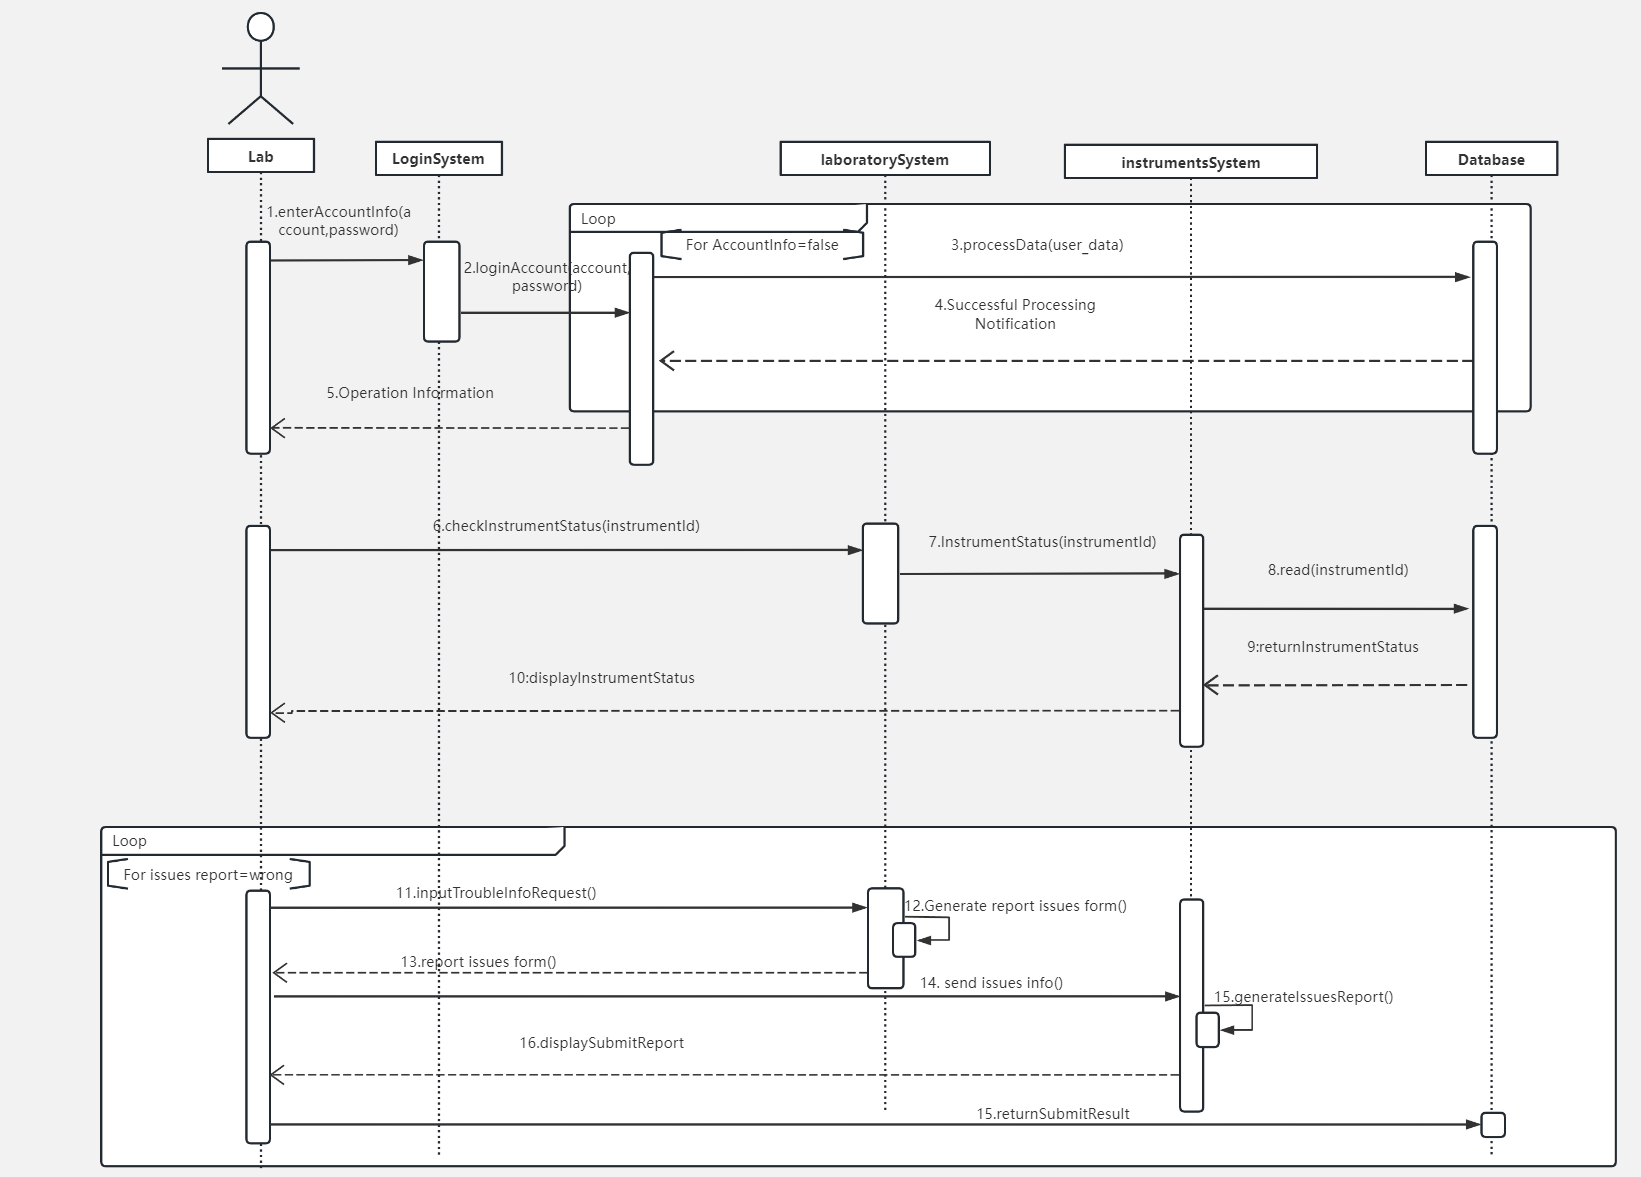 Lab
LoginSystem
laboratorySystem
instrumentsSystem
Database
1.enterAccountInfo(a
ccount,password)
Loop
For AccountInfo=false
3.processData(user_data)
2.loginAccount(account,
password)
4.Successful Processing
Notification
5.Operation Information
6.checkInstrumentStatus(instrumentId)
7.InstrumentStatus(instrumentId)
8.read(instrumentId)
9:returnInstrumentStatus
10:displayInstrumentStatus
Loop
For issues report=wrong
11.inputTroubleInfoRequest()
12.Generate report issues form()
13.report issues form()
14. send issues info()
15.generateIssuesReport()
16.displaySubmitReport
15.returnSubmitResult